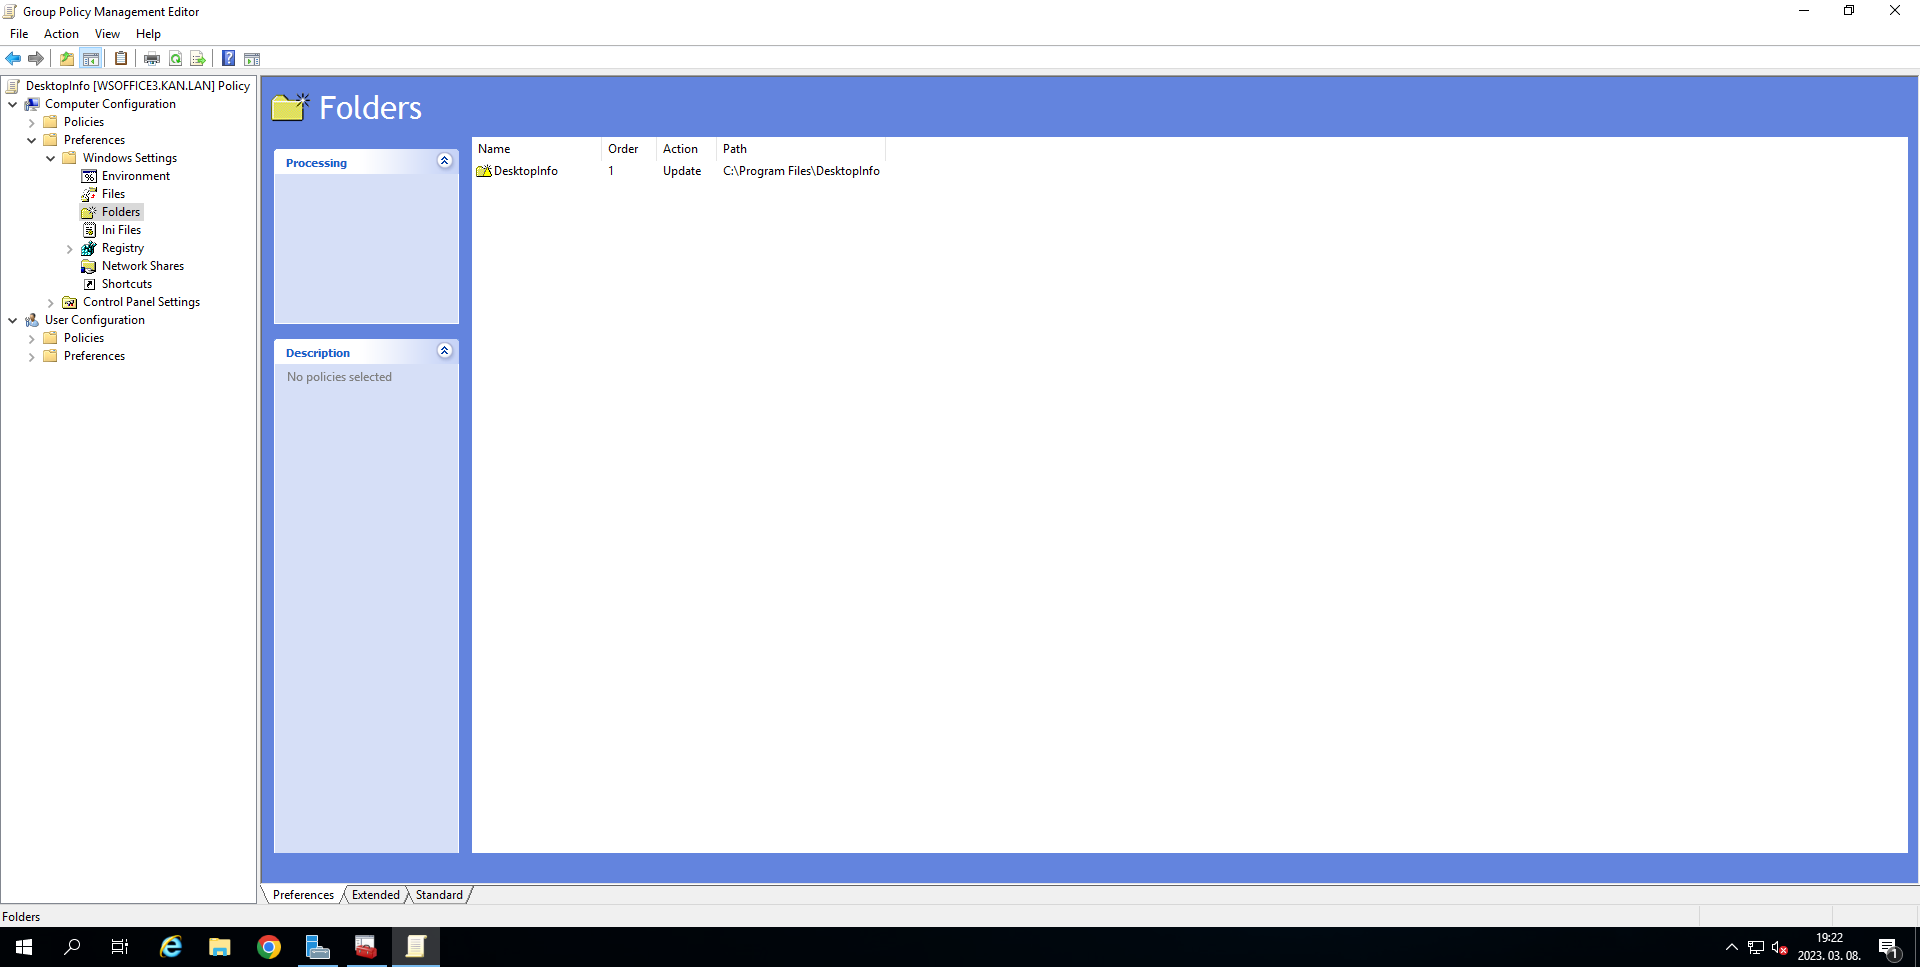 Group Policy Management Editor
File Action View Help
DesktopInfo [WSOFFICE3.KAN.LAN] Policy
Computer Configuration
Policies
Preferences
Windows Settings
Environment
Files
Folders
Ini Files
Registry
Network Shares
Shortcuts
Control Panel Settings
User Configuration
Policies
Preferences
Folders
Processing
Description
No policies selected
Name Order Action Path
DesktopInfo 1 Update C:\Program Files\DesktopInfo
Preferences Extended Standard
Folders
19:22
2023. 03. 08.
1